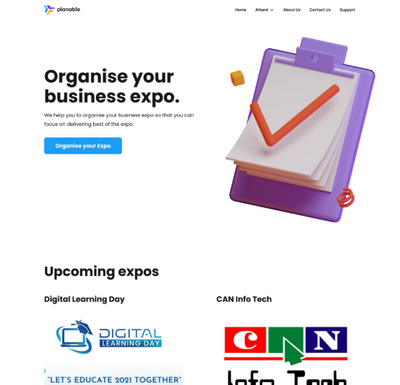 planable
Home Attend About Us Contact Us Support
Organise your
business expo.
We help you to organise your business expo so that you can
focus on delivering best of the expo.
Organise your Expo
Upcoming expos
Digital Learning Day
CAN Info Tech
DIGITAL
LEARNING DAY
"LET'S EDUCATE 2021 TOGETHER"
C N
Info Tech